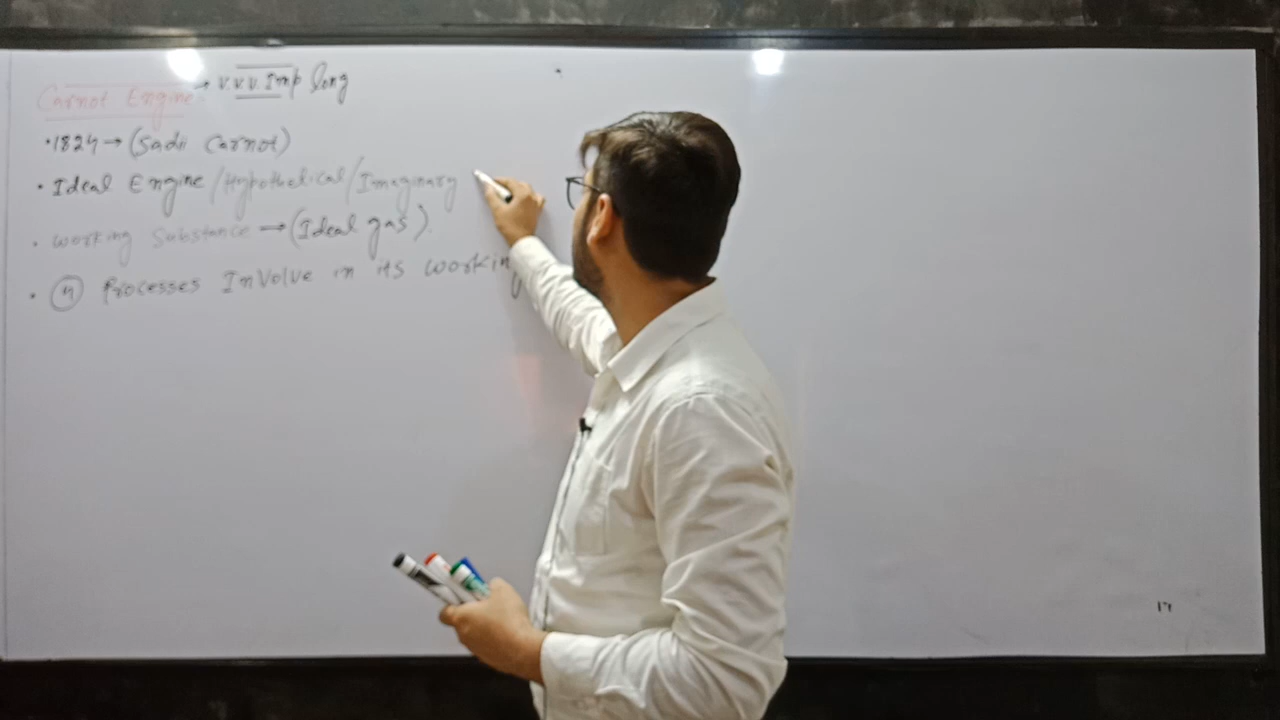 Carnot Engine → V.V.V.Imp long
•1824→(Sadi Carnot)
• Ideal Engine/Hypothelical/Imaginary
• Working Substance →(Ideal gas)
• 4 Processes Involve in its working